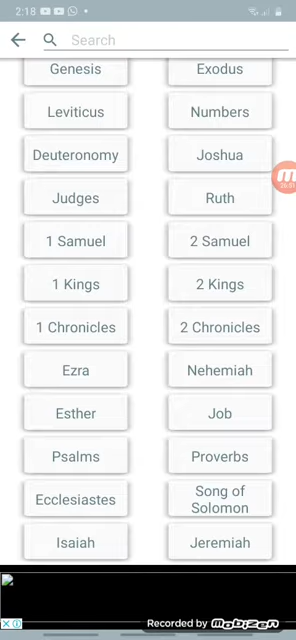 2:18
Search
Genesis
Exodus
Leviticus
Numbers
Deuteronomy
Joshua
Judges
Ruth
1 Samuel
2 Samuel
1 Kings
2 Kings
1 Chronicles
2 Chronicles
Ezra
Nehemiah
Esther
Job
Psalms
Proverbs
Ecclesiastes
Song of
Solomon
Isaiah
Jeremiah
Recorded by Mobizen